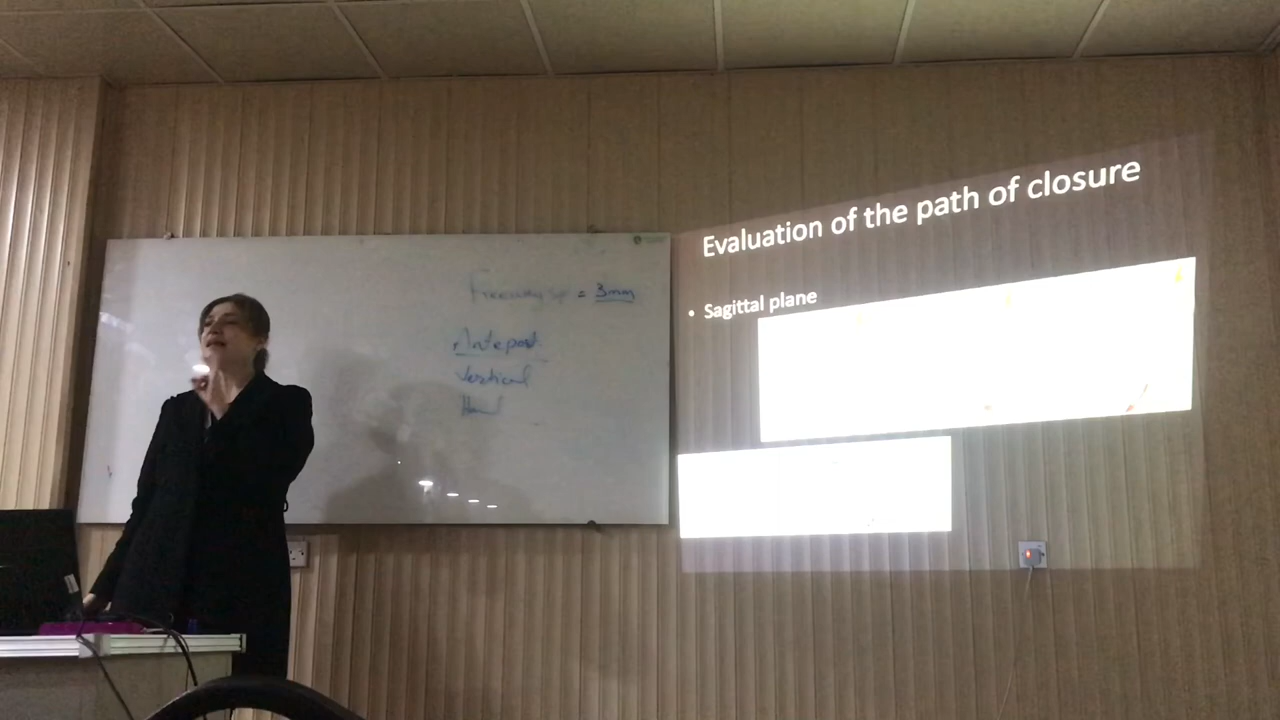 Freeway sp = 3mm
Antepost.
Vertical
Evaluation of the path of closure
• Sagittal plane